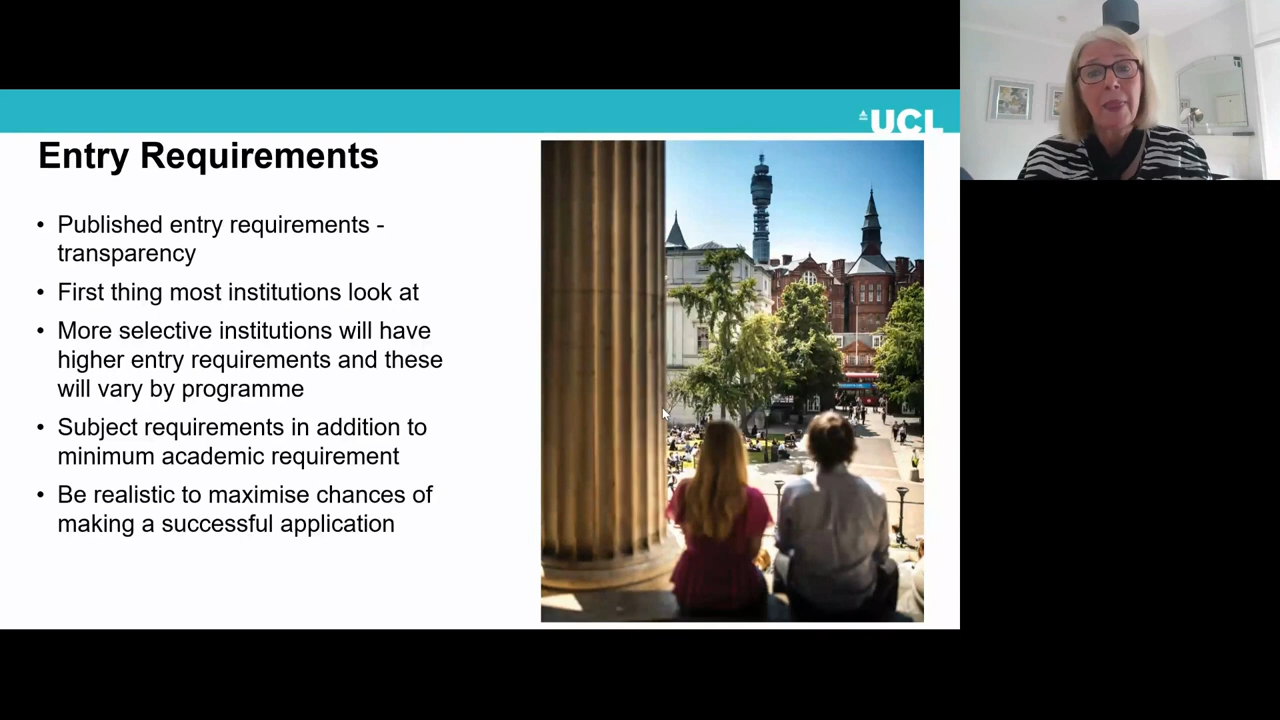 UCL
Entry Requirements
• Published entry requirements -
transparency
• First thing most institutions look at
• More selective institutions will have
higher entry requirements and these
will vary by programme
• Subject requirements in addition to
minimum academic requirement
• Be realistic to maximise chances of
making a successful application